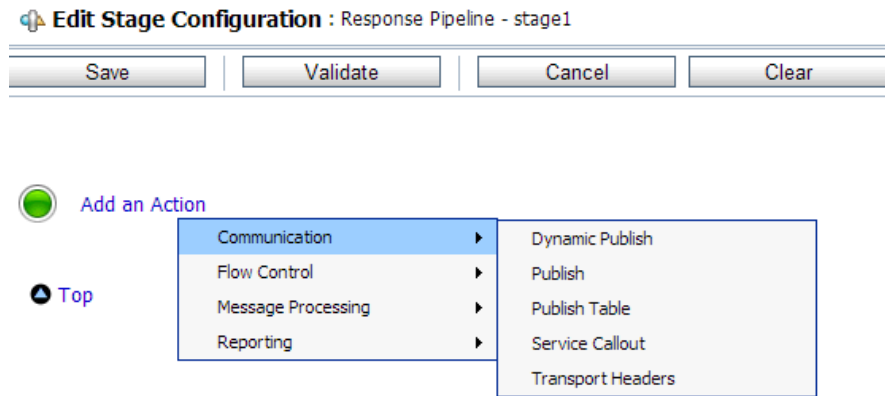 Edit Stage Configuration : Response Pipeline - stage1
Save Validate Cancel Clear
Add an Action
Communication Dynamic Publish
Flow Control Publish
Top Message Processing Publish Table
Reporting Service Callout
Transport Headers